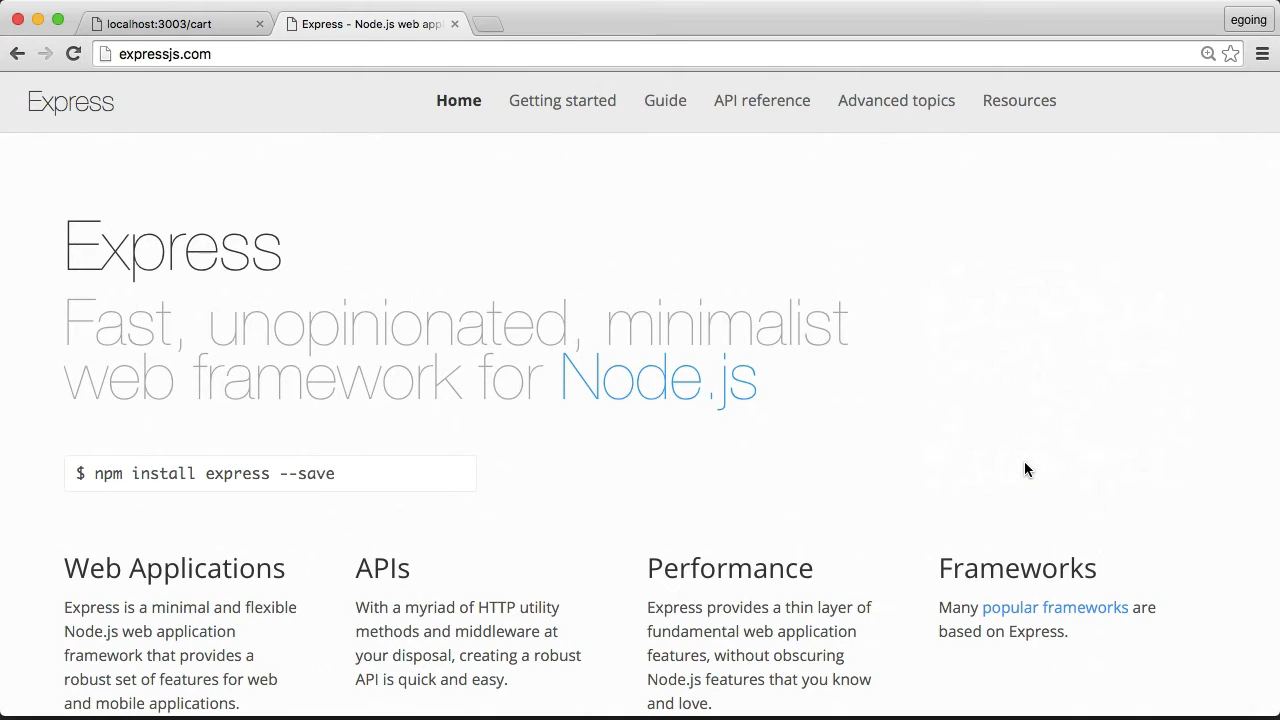 localhost:3003/cart
Express - Node.js web app
egoing
expressjs.com
Express
Home Getting started Guide API reference Advanced topics Resources
Express
Fast, unopinionated, minimalist
web framework for Node.js
$ npm install express --save
Web Applications
Express is a minimal and flexible
Node.js web application
framework that provides a
robust set of features for web
and mobile applications.
APIs
With a myriad of HTTP utility
methods and middleware at
your disposal, creating a robust
API is quick and easy.
Performance
Express provides a thin layer of
fundamental web application
features, without obscuring
Node.js features that you know
and love.
Frameworks
Many popular frameworks are
based on Express.